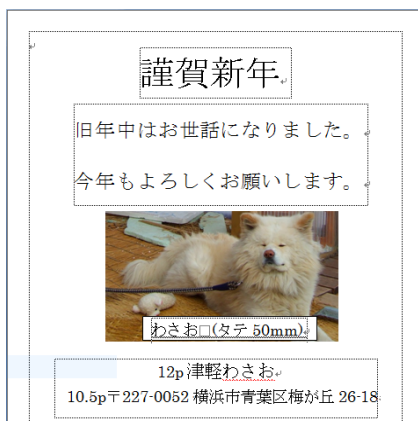 謹賀新年
旧年中はお世話になりました。
今年もよろしくお願いします。
わさお□(タテ 50mm)
12p 津軽わさお
10.5p〒227-0052 横浜市青葉区梅が丘 26-18